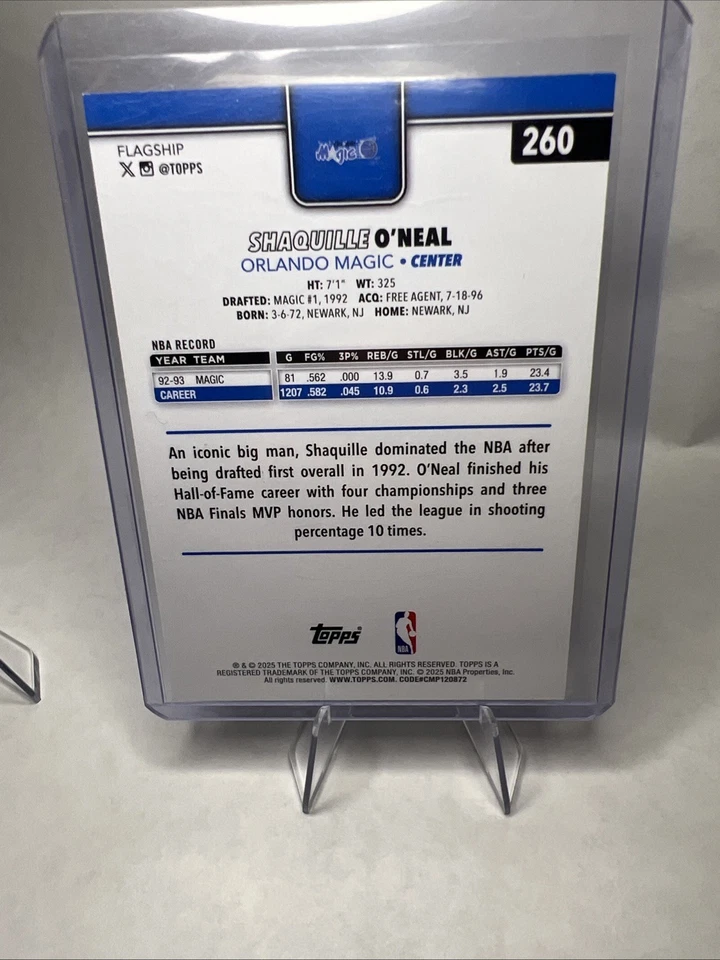 FLAGSHIP
@TOPPS
Magic
260
SHAQUILLE O'NEAL
ORLANDO MAGIC • CENTER
HT: 7'1" WT: 325
DRAFTED: MAGIC #1, 1992 ACQ: FREE AGENT, 7-18-96
BORN: 3-6-72, NEWARK, NJ HOME: NEWARK, NJ
NBA RECORD
YEAR TEAM G FG% 3P% REB/G STL/G BLK/G AST/G PTS/G
92-93 MAGIC 81 .562 .000 13.9 0.7 3.5 1.9 23.4
CAREER 1207 .582 .045 10.9 0.6 2.3 2.5 23.7
An iconic big man, Shaquille dominated the NBA after
being drafted first overall in 1992. O'Neal finished his
Hall-of-Fame career with four championships and three
NBA Finals MVP honors. He led the league in shooting
percentage 10 times.
Topps®
NBA
® & © 2025 THE TOPPS COMPANY, INC. ALL RIGHTS RESERVED. TOPPS IS A
REGISTERED TRADEMARK OF THE TOPPS COMPANY, INC. © 2025 NBA Properties, Inc.
All rights reserved. WWW.TOPPS.COM. CODE#CMP120872